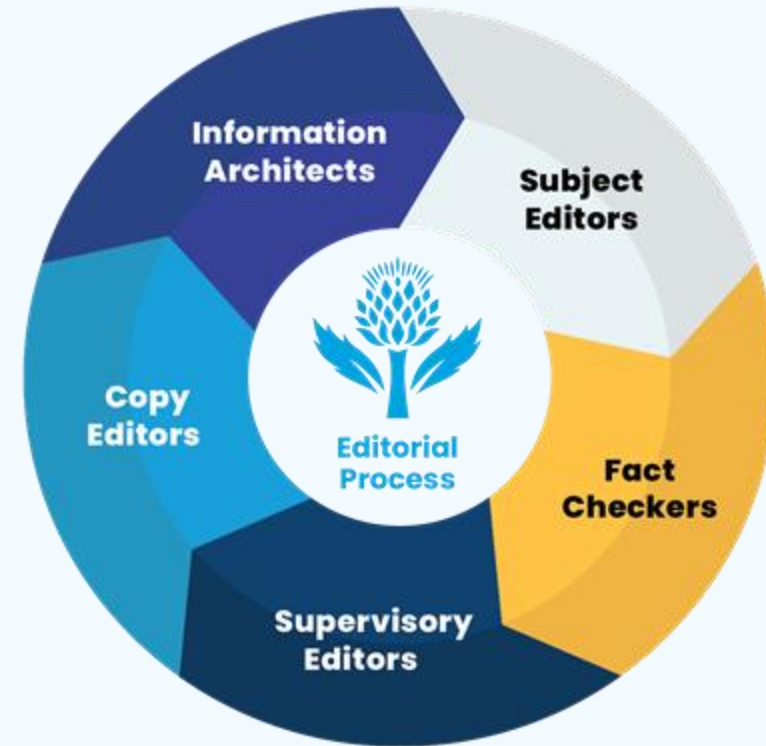 Information
Architects
Subject
Editors
Fact
Checkers
Supervisory
Editors
Copy
Editors
Editorial
Process